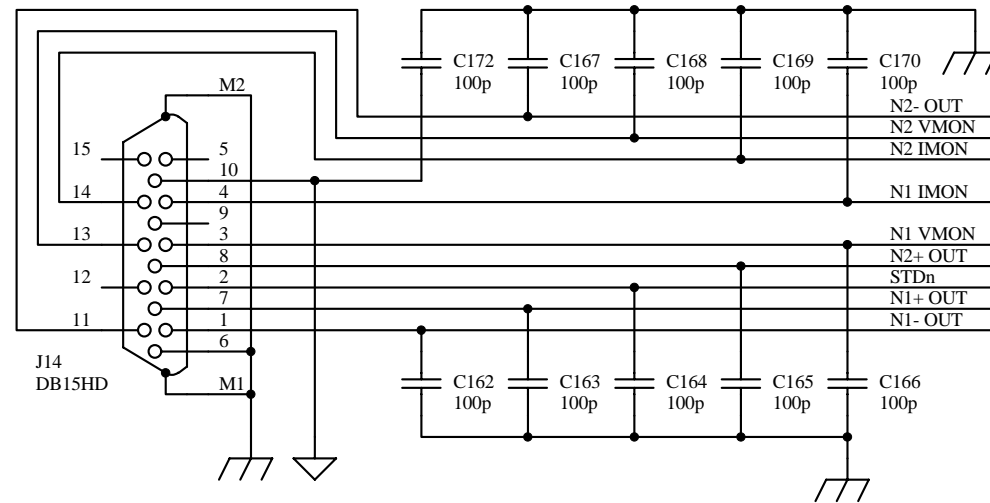 C172
100p
C167
100p
C168
100p
C169
100p
C170
100p
M2
N2- OUT
N2 VMON
N2 IMON
15
5
10
14
4
N1 IMON
9
13
3
N1 VMON
8
N2+ OUT
12
2
STDn
7
N1+ OUT
11
1
N1- OUT
6
J14
DB15HD
M1
C162
100p
C163
100p
C164
100p
C165
100p
C166
100p